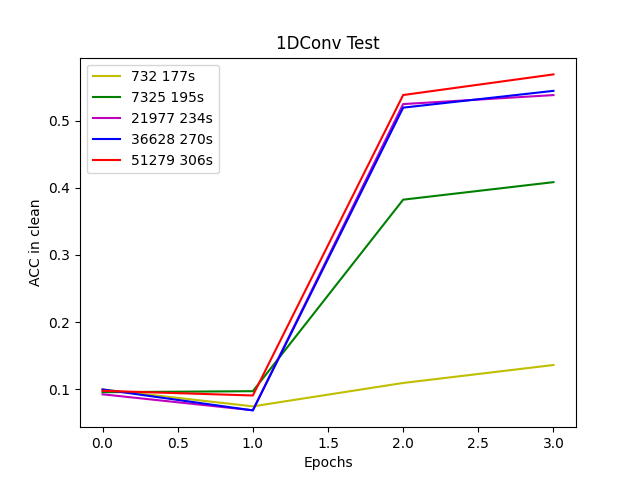 1DConv Test
732 177s
7325 195s
21977 234s
36628 270s
51279 306s
ACC in clean
0.5
0.4
0.3
0.2
0.1
0.0 0.5 1.0 1.5 2.0 2.5 3.0
Epochs